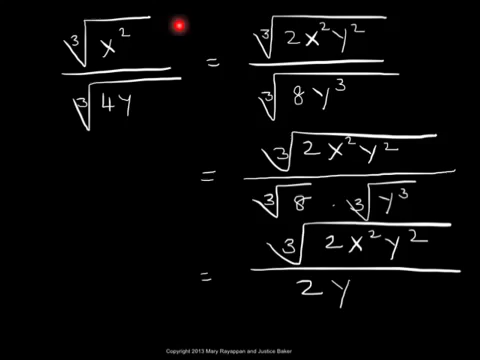 ∛x² / ∛4y = ∛2x²y² / ∛8y³
= ∛2x²y² / ∛8 · ∛y³
= ∛2x²y² / 2y
Copyright 2013 Mary Rayappan and Justice Baker